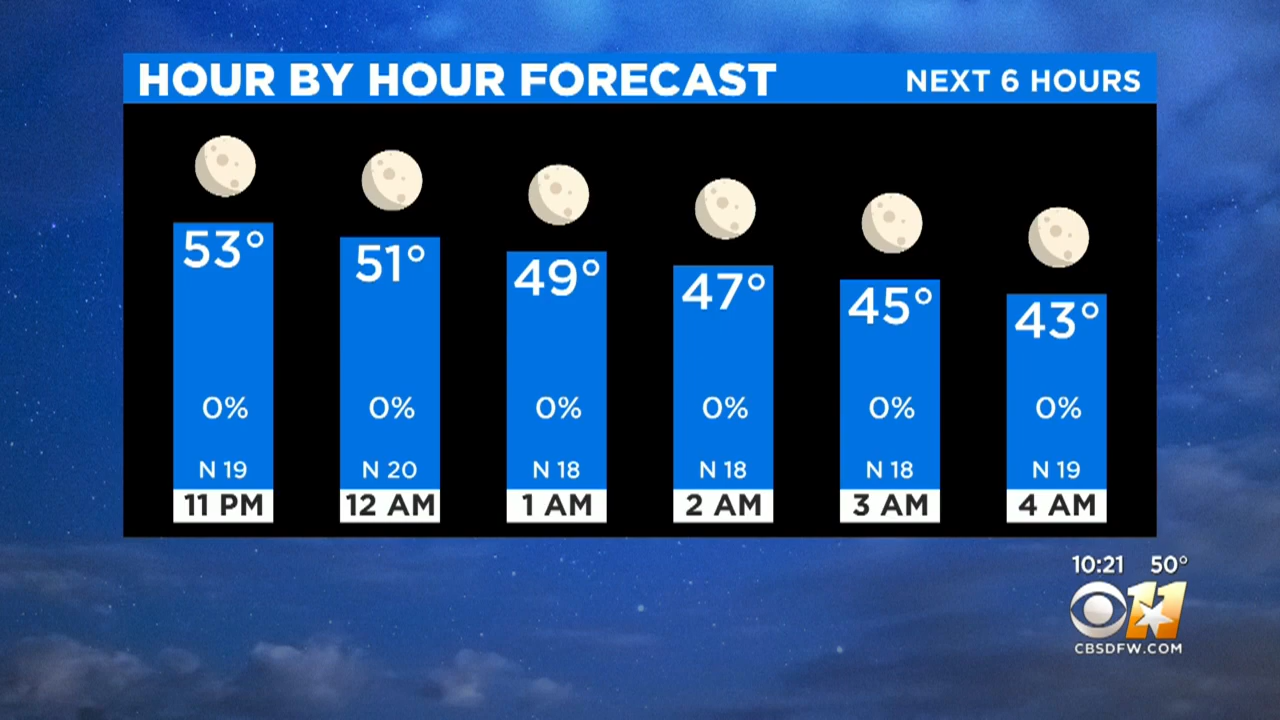 HOUR BY HOUR FORECAST NEXT 6 HOURS
53° 51° 49° 47° 45° 43°
0% 0% 0% 0% 0% 0%
N 19 N 20 N 18 N 18 N 18 N 19
11 PM 12 AM 1 AM 2 AM 3 AM 4 AM
10:21 50°
11
CBSDFW.COM